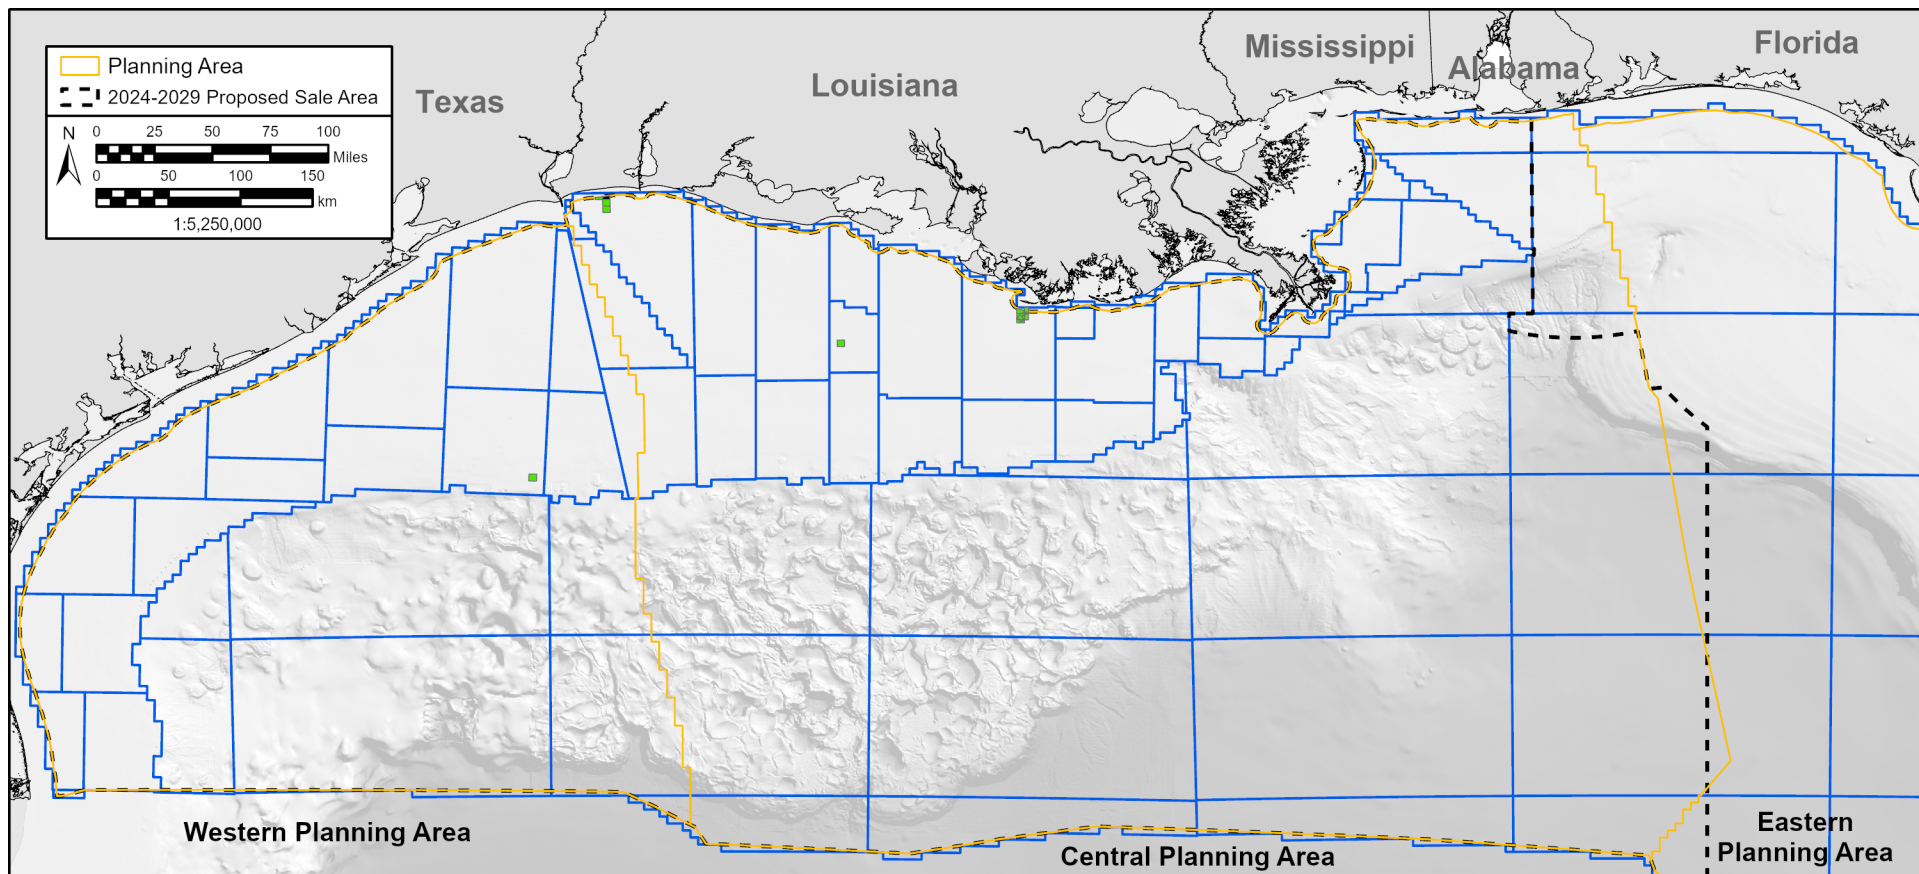 Mississippi
Florida
Alabama
Louisiana
Texas
Planning Area
2024-2029 Proposed Sale Area
N
0 25 50 75 100
Miles
0 50 100 150
km
1:5,250,000
Western Planning Area
Central Planning Area
Eastern
Planning Area